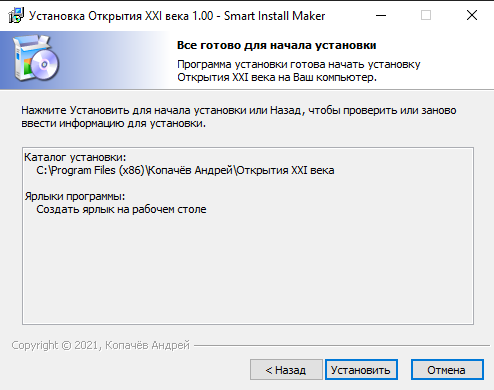 Установка Открытия XXI века 1.00 - Smart Install Maker
Все готово для начала установки
Программа установки готова начать установку
Открытия XXI века на Ваш компьютер.
Нажмите Установить для начала установки или Назад, чтобы проверить или заново
ввести информацию для установки.
Каталог установки:
C:\Program Files (x86)\Копачёв Андрей\Открытия XXI века
Ярлыки программы:
Создать ярлык на рабочем столе
Copyright © 2021, Копачёв Андрей
< Назад
Установить
Отмена